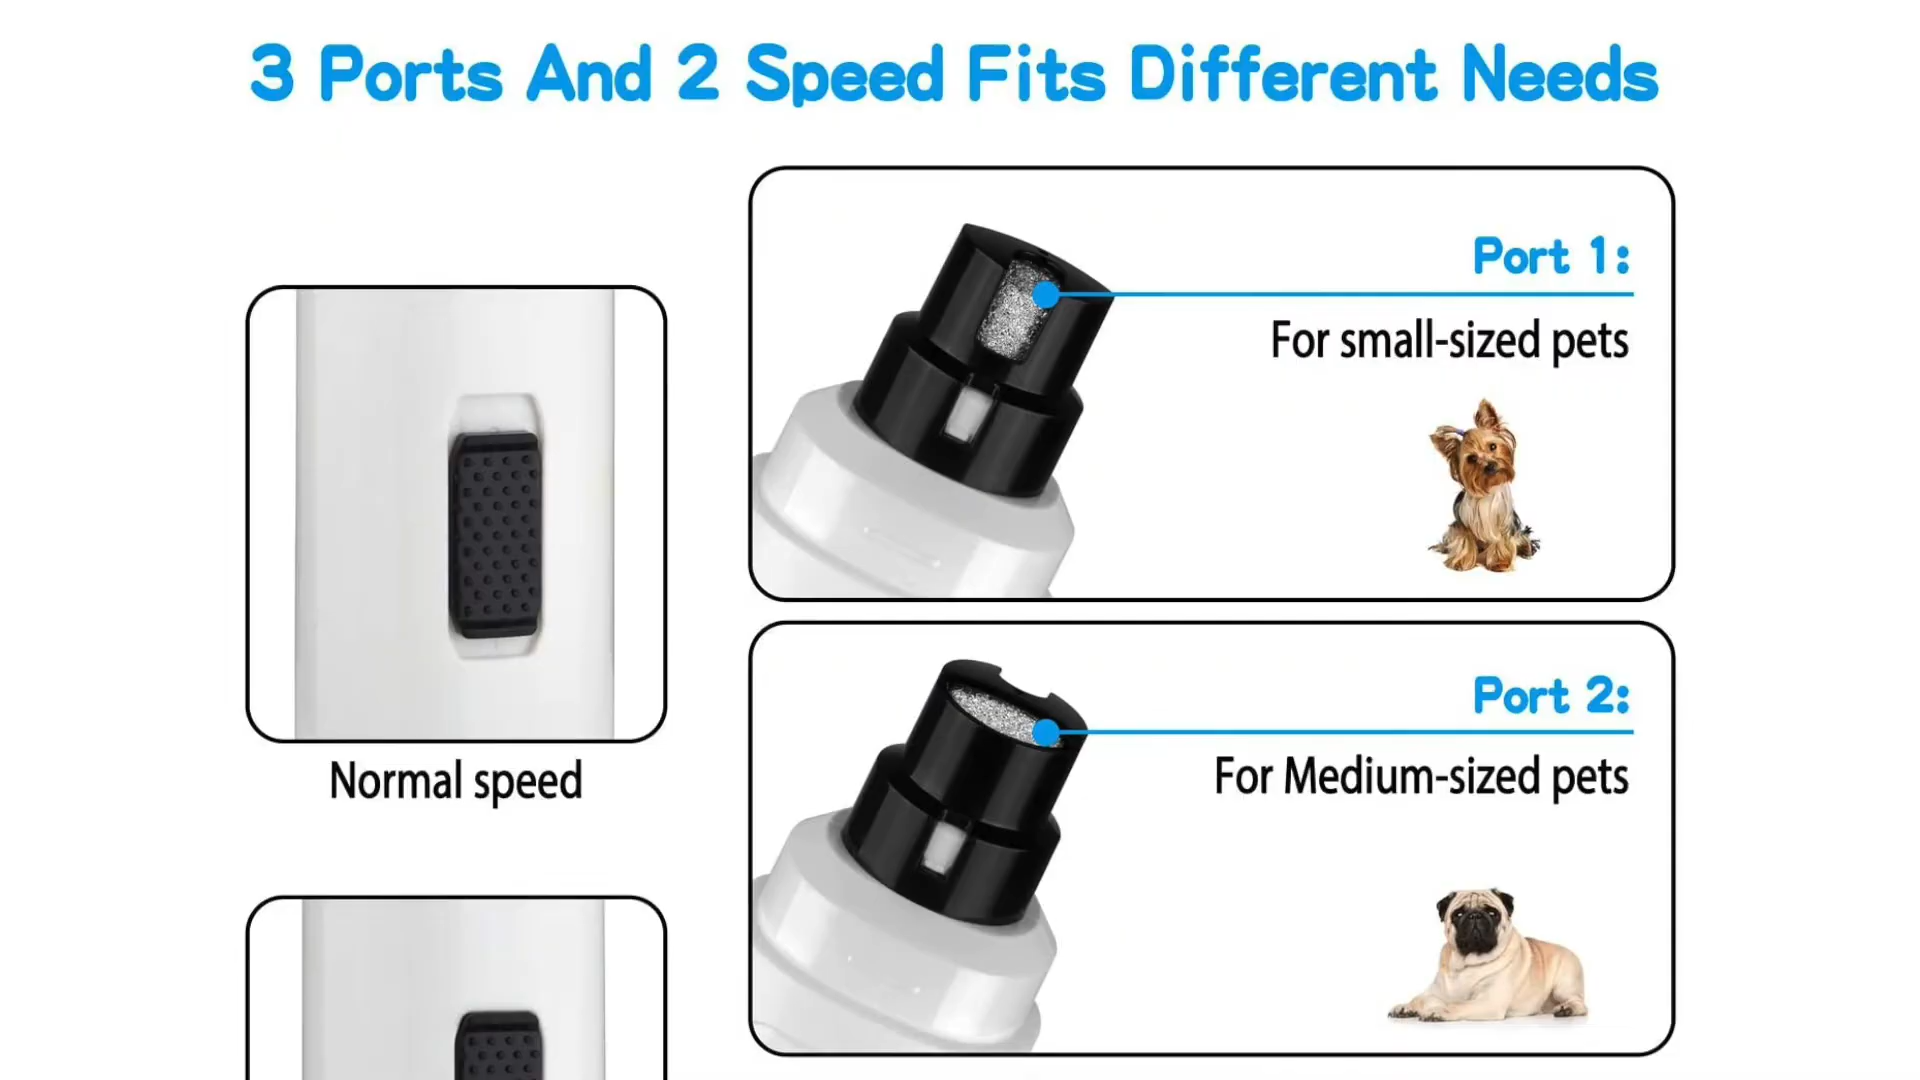 3 Ports And 2 Speed Fits Different Needs
Port 1:
For small-sized pets
Normal speed
Port 2:
For Medium-sized pets